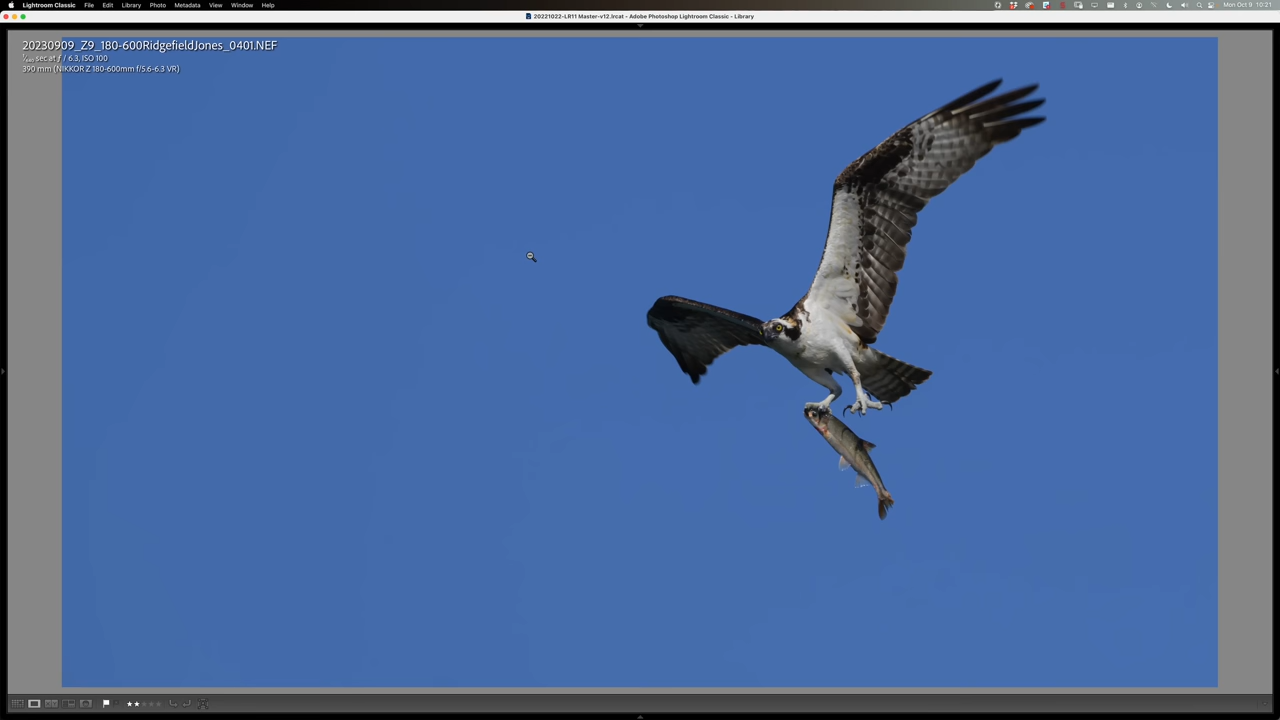 Lightroom Classic File Edit Library Photo Metadata View Window Help Mon Oct 9 10:21
20221022-LR11 Master-v12.lrcat - Adobe Photoshop Lightroom Classic - Library
20230909_Z9_180-600RidgefieldJones_0401.NEF
sec at ƒ / 6.3, ISO 100
390 mm (NIKKOR Z 180-600mm f/5.6-6.3 VR)